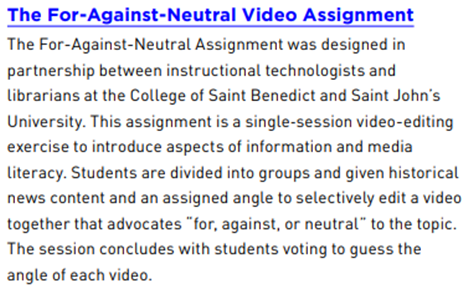 The For-Against-Neutral Video Assignment
The For-Against-Neutral Assignment was designed in
partnership between instructional technologists and
librarians at the College of Saint Benedict and Saint John’s
University. This assignment is a single-session video-editing
exercise to introduce aspects of information and media
literacy. Students are divided into groups and given historical
news content and an assigned angle to selectively edit a video
together that advocates “for, against, or neutral” to the topic.
The session concludes with students voting to guess the
angle of each video.